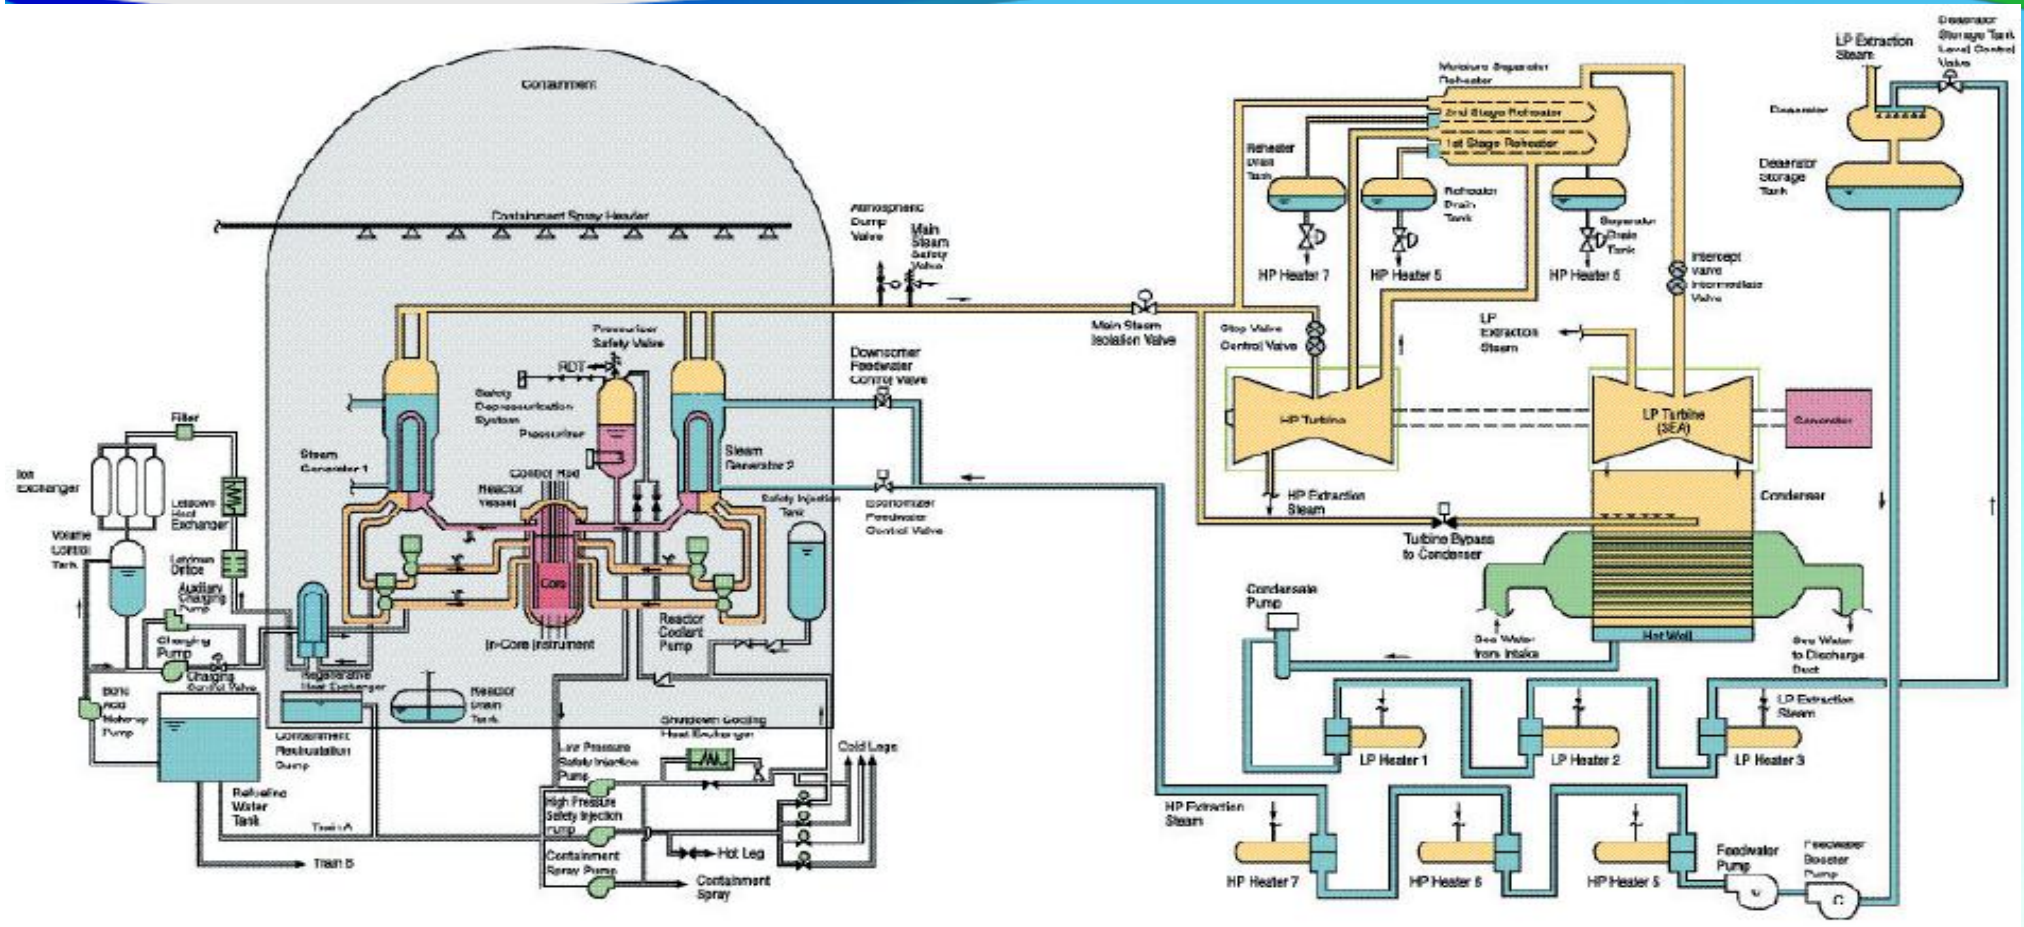 Containment
Containment Spray Header
Atmospheric
Dump
Valve
Main
Steam
Safety
Valve
Pressurizer
Safety Valve
RDT
Safety
Depressurization
System
Pressurizer
Downcomer
Feedwater
Control Valve
Economizer
Feedwater
Control Valve
Steam
Generator 1
Steam
Generator 2
Control Rod
Reactor
Vessel
Safety Injection
Tank
Core
In-Core Instrument
Reactor
Coolant
Pump
Filter
Ion
Exchanger
Letdown
Heat
Exchanger
Volume
Control
Tank
Letdown
Orifice
Auxiliary
Charging
Pump
Charging
Pump
Charging
Control Valve
Regenerative
Heat Exchanger
Boric
Acid
Makeup
Pump
Reactor
Drain
Tank
Containment
Recirculation
Sump
Refueling
Water
Tank
Train A
Train B
Shutdown Cooling
Heat Exchanger
Low Pressure
Safety Injection
Pump
High Pressure
Safety Injection
Pump
Containment
Spray Pump
Cold Legs
Hot Leg
Containment
Spray
Main Steam
Isolation Valve
Moisture Separator
Reheater
2nd Stage Reheater
1st Stage Reheater
Reheater
Drain
Tank
Reheater
Drain
Tank
Separator
Drain
Tank
HP Heater 7
HP Heater 6
Stop Valve
Control Valve
Intercept
Valve
Intermediate
Valve
LP
Extraction
Steam
HP Turbine
LP Turbine
(3EA)
Generator
HP Extraction
Steam
Turbine Bypass
to Condenser
Condenser
Condensate
Pump
Sea Water
from Intake
Hot Well
Sea Water
to Discharge
Duct
LP Extraction
Steam
Deaerator
Storage Tank
Level Control
Valve
Deaerator
Deaerator
Storage
Tank
LP Extraction
Steam
LP Heater 1
LP Heater 2
LP Heater 3
HP Extraction
Steam
HP Heater 7
HP Heater 6
HP Heater 5
Feedwater
Pump
Feedwater
Booster
Pump
C